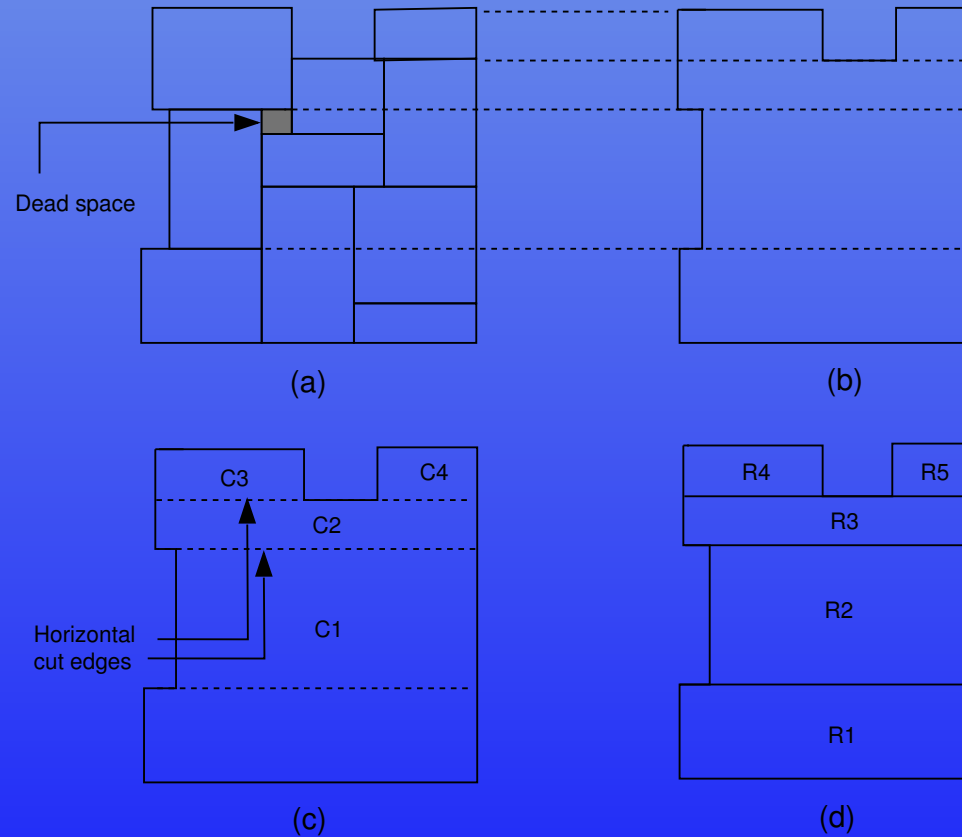 Dead space
(a)
(b)
C3
C4
C2
C1
Horizontal
cut edges
(c)
R4
R5
R3
R2
R1
(d)